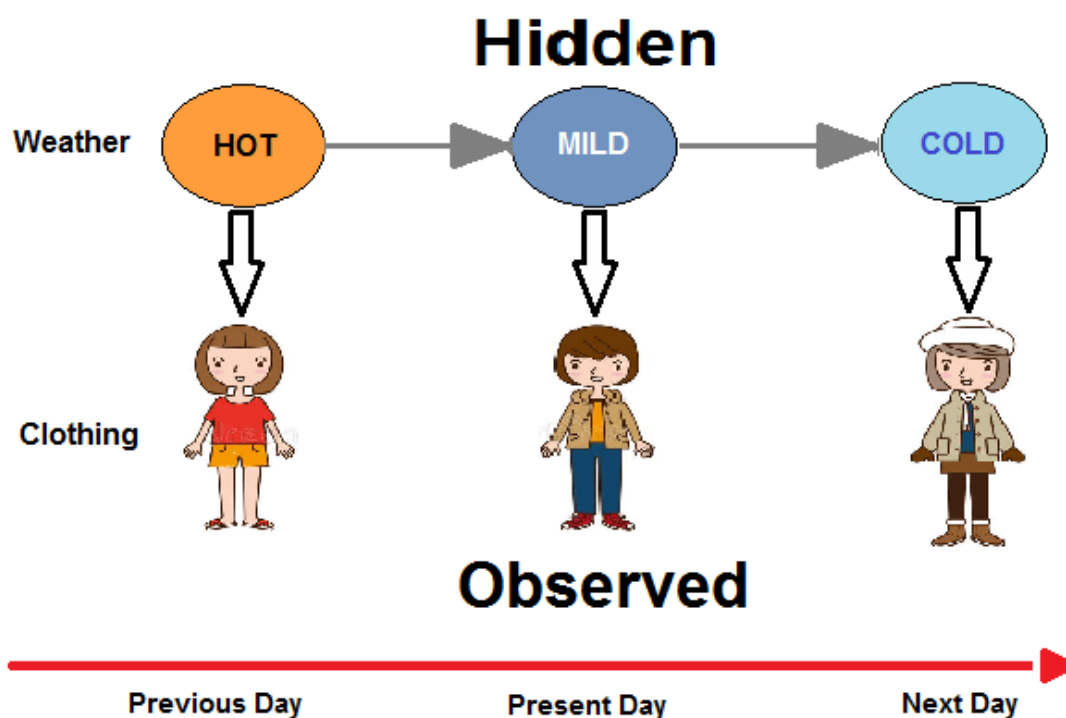 Hidden
Weather
HOT
MILD
COLD
Clothing
Observed
Previous Day
Present Day
Next Day